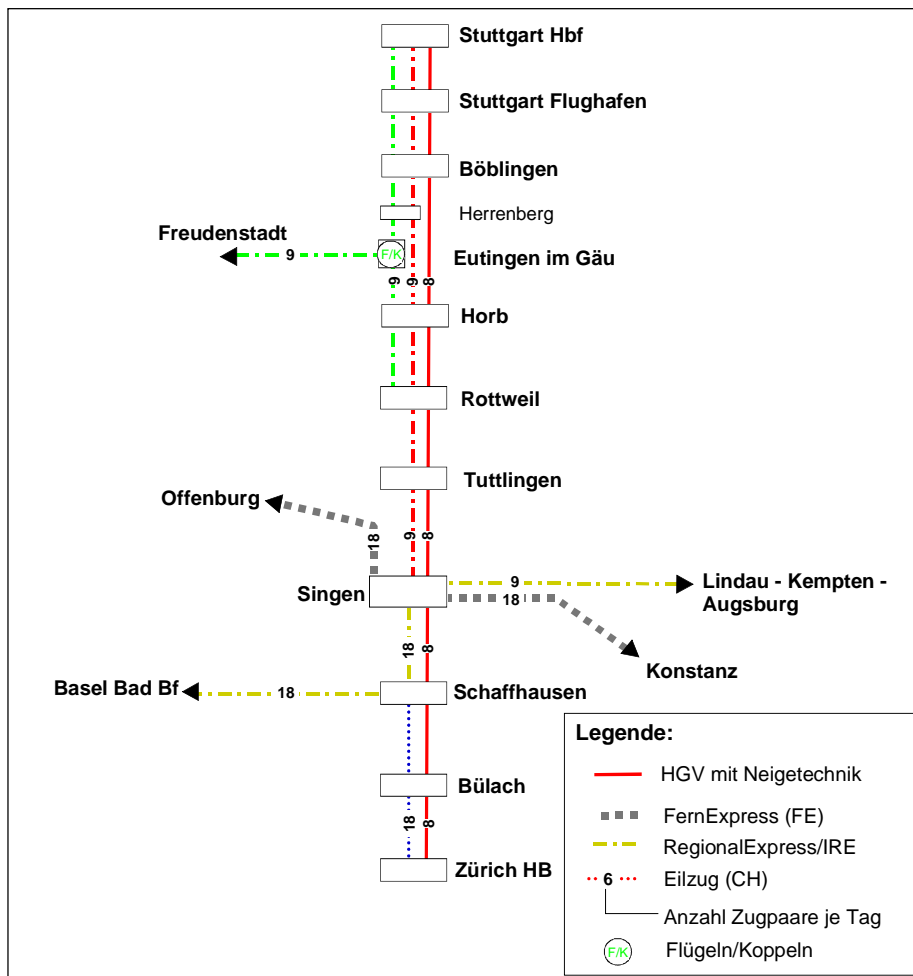 Stuttgart Hbf
Stuttgart Flughafen
Böblingen
Herrenberg
Freudenstadt
9
F/K
Eutingen im Gäu
9 9 8
Horb
Rottweil
Tuttlingen
Offenburg
18 9 8
Singen
9
18
Lindau - Kempten -
Augsburg
18 8
Konstanz
Basel Bad Bf
18
Schaffhausen
Bülach
18 8
Zürich HB
Legende:
HGV mit Neigetechnik
FernExpress (FE)
RegionalExpress/IRE
6 Eilzug (CH)
Anzahl Zugpaare je Tag
F/K Flügeln/Koppeln